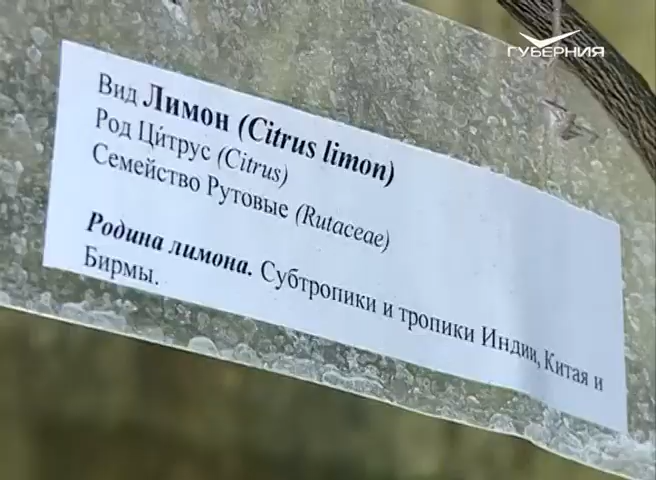 ГУБЕРНИЯ
Вид Лимон (Citrus limon)
Род Ци́трус (Citrus)
Семейство Рутовые (Rutaceae)
Родина лимона. Субтропики и тропики Индии, Китая и
Бирмы.